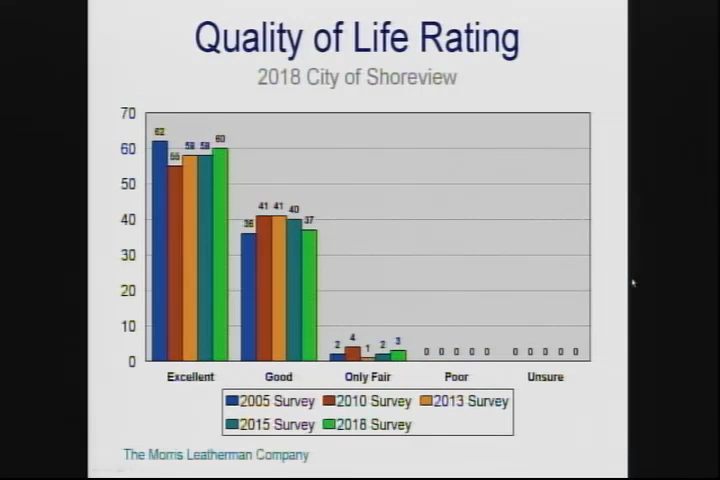 Quality of Life Rating
2018 City of Shoreview
70
60
50
40
30
20
10
0
62 55 58 58 60
36 41 41 40 37
2 4 1 2 3
0 0 0 0 0
0 0 0 0 0
Excellent Good Only Fair Poor Unsure
2005 Survey 2010 Survey 2013 Survey
2015 Survey 2018 Survey
The Morris Leatherman Company